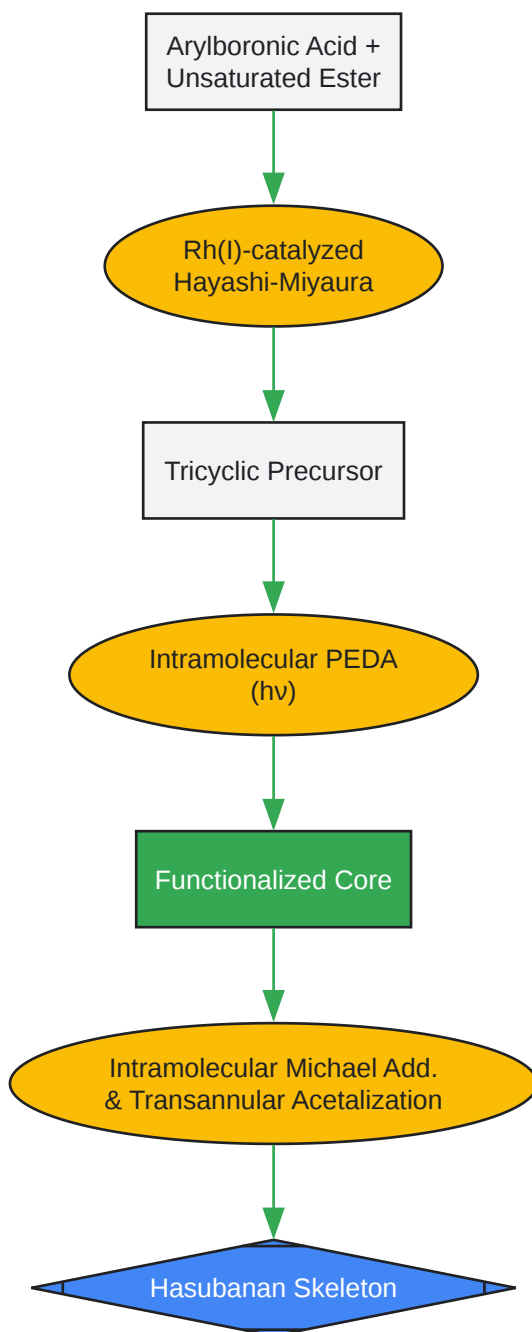 Arylboronic Acid +
Unsaturated Ester
Rh(I)-catalyzed
Hayashi-Miyaura
Tricyclic Precursor
Intramolecular PEDA
(hν)
Functionalized Core
Intramolecular Michael Add.
& Transannular Acetalization
Hasubanan Skeleton